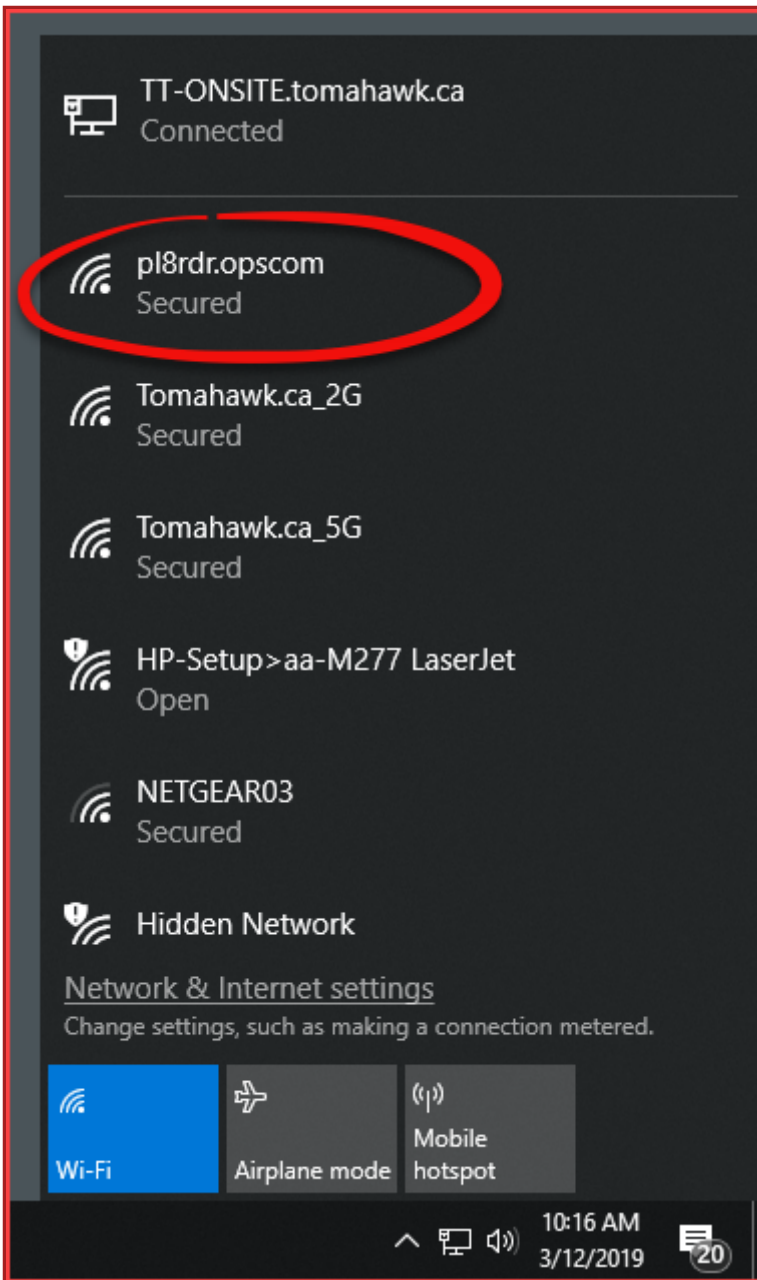 TT-ONSITE.tomahawk.ca
Connected
pl8rdr.opscom
Secured
Tomahawk.ca_2G
Secured
Tomahawk.ca_5G
Secured
HP-Setup>aa-M277 LaserJet
Open
NETGEAR03
Secured
Hidden Network
Network & Internet settings
Change settings, such as making a connection metered.
Wi-Fi
Airplane mode
Mobile
hotspot
10:16 AM
3/12/2019
20